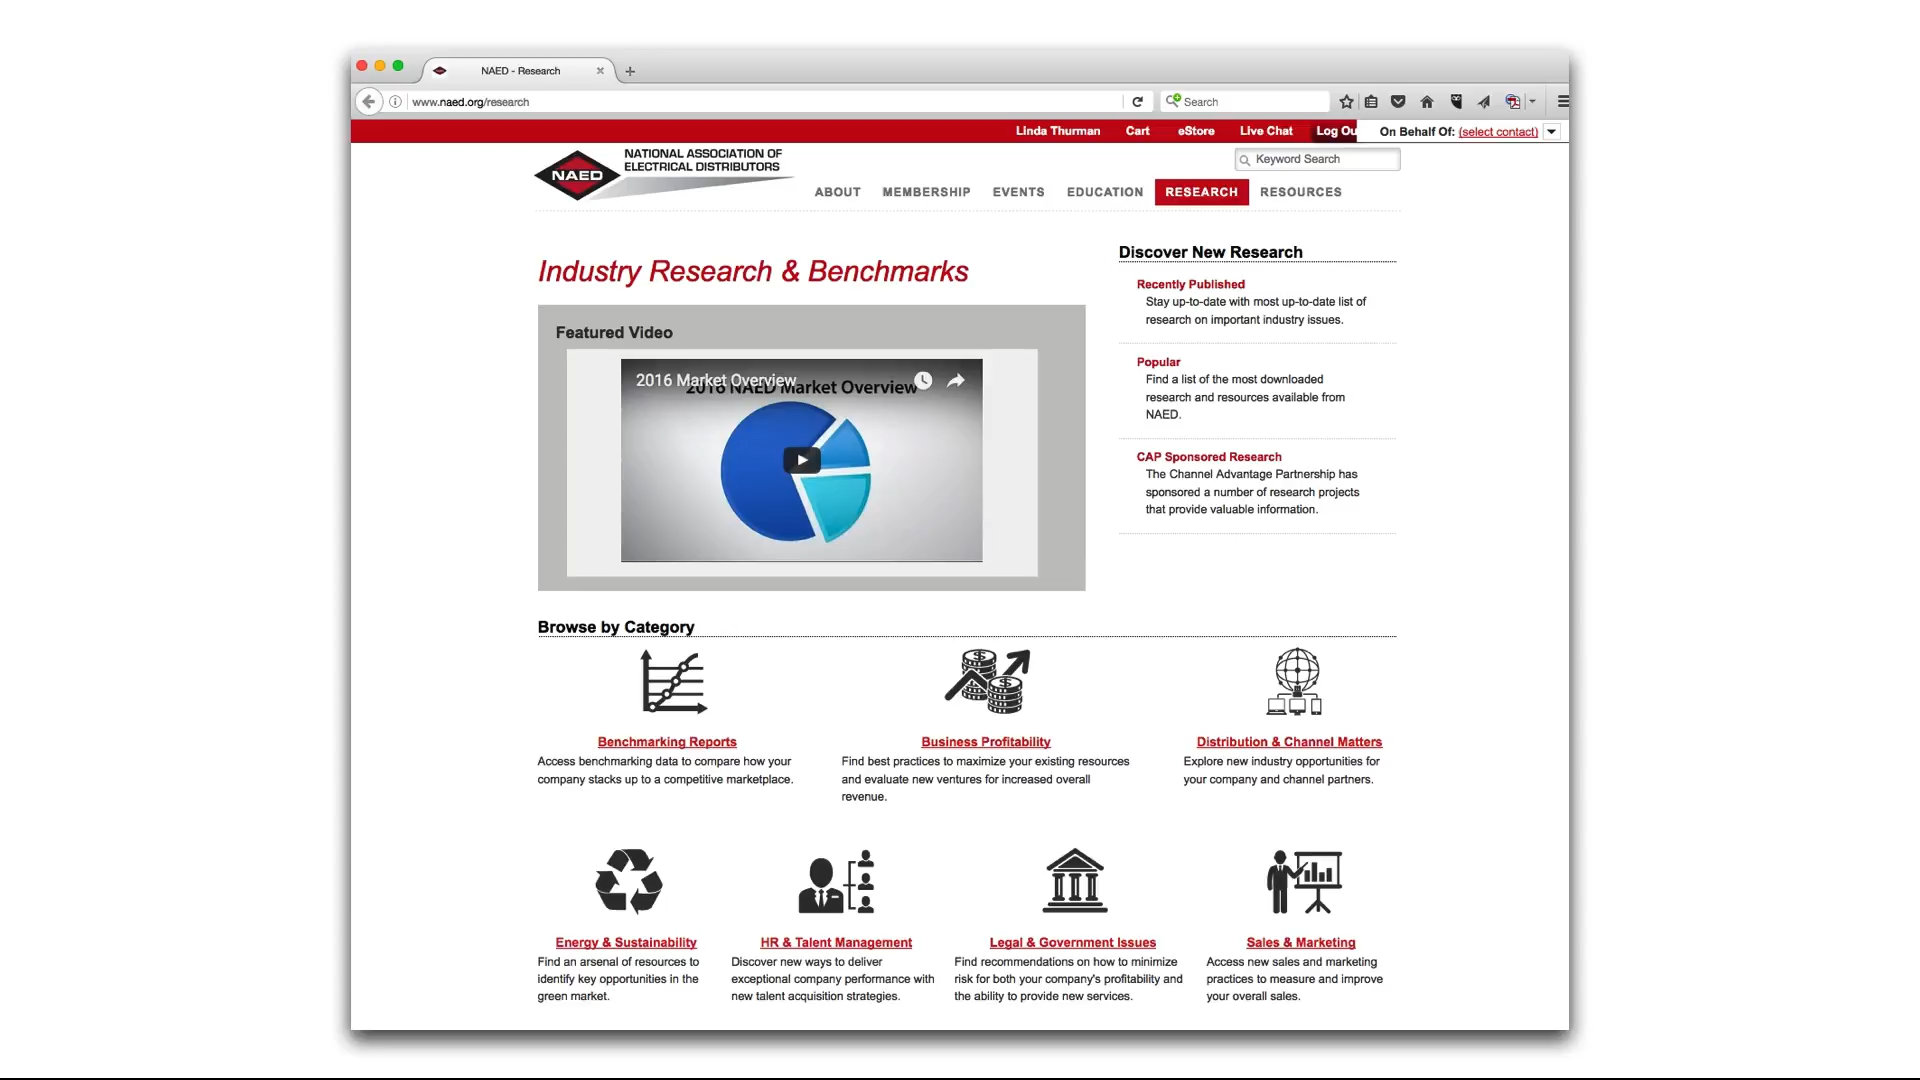 NAED - Research
www.naed.org/research
Search
Linda Thurman Cart eStore Live Chat Log Ou On Behalf Of: (select contact)
NAED
NATIONAL ASSOCIATION OF
ELECTRICAL DISTRIBUTORS
Keyword Search
ABOUT MEMBERSHIP EVENTS EDUCATION RESEARCH RESOURCES
Industry Research & Benchmarks
Featured Video
2016 Market Overview
2016 NAED Market Overview
Discover New Research
Recently Published
Stay up-to-date with most up-to-date list of
research on important industry issues.
Popular
Find a list of the most downloaded
research and resources available from
NAED.
CAP Sponsored Research
The Channel Advantage Partnership has
sponsored a number of research projects
that provide valuable information.
Browse by Category
Benchmarking Reports
Access benchmarking data to compare how your
company stacks up to a competitive marketplace.
Business Profitability
Find best practices to maximize your existing resources
and evaluate new ventures for increased overall
revenue.
Distribution & Channel Matters
Explore new industry opportunities for
your company and channel partners.
Energy & Sustainability
Find an arsenal of resources to
identify key opportunities in the
green market.
HR & Talent Management
Discover new ways to deliver
exceptional company performance with
new talent acquisition strategies.
Legal & Government Issues
Find recommendations on how to minimize
risk for both your company's profitability and
the ability to provide new services.
Sales & Marketing
Access new sales and marketing
practices to measure and improve
your overall sales.